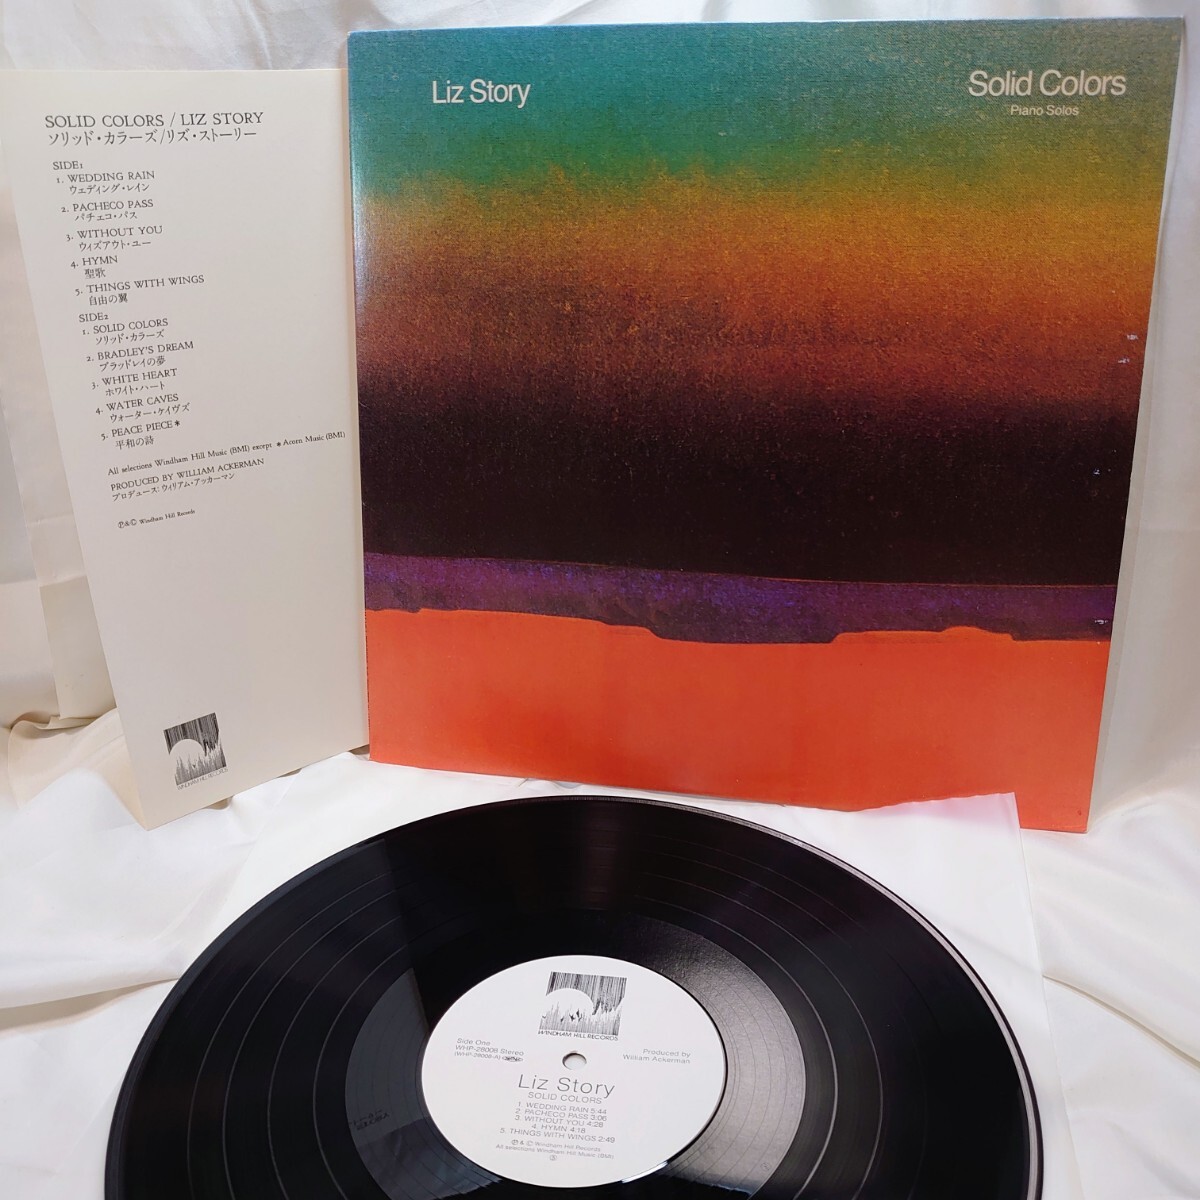 SOLID COLORS / LIZ STORY
ソリッド・カラーズ/リズ・ストーリー
SIDE1
1. WEDDING RAIN
ウェディング・レイン
2. PACHECO PASS
パチェコ・パス
3. WITHOUT YOU
ウィズアウト・ユー
4. HYMN
聖歌
5. THINGS WITH WINGS
自由の翼
SIDE2
1. SOLID COLORS
ソリッド・カラーズ
2. BRADLEY'S DREAM
ブラッドレイの夢
3. WHITE HEART
ホワイト・ハート
4. WATER CAVES
ウォーター・ケイヴズ
5. PEACE PIECE*
平和の詩
All selections Windham Hill Music (BMI) except * Acorn Music (BMI)
PRODUCED BY WILLIAM ACKERMAN
プロデュース:ウィリアム・アッカーマン
℗&© Windham Hill Records
WINDHAM HILL RECORDS
Liz Story
Solid Colors
Piano Solos
WINDHAM HILL RECORDS
Side One
WHP-28006 Stereo
(WHP-28006-A)
Produced by
William Ackerman
Liz Story
SOLID COLORS
1. WEDDING RAIN 5:44
2. PACHECO PASS 3:06
3. WITHOUT YOU 4:28
4. HYMN 4:18
5. THINGS WITH WINGS 2:49
℗ & © Windham Hill Records
All selections Windham Hill Music (BMI)